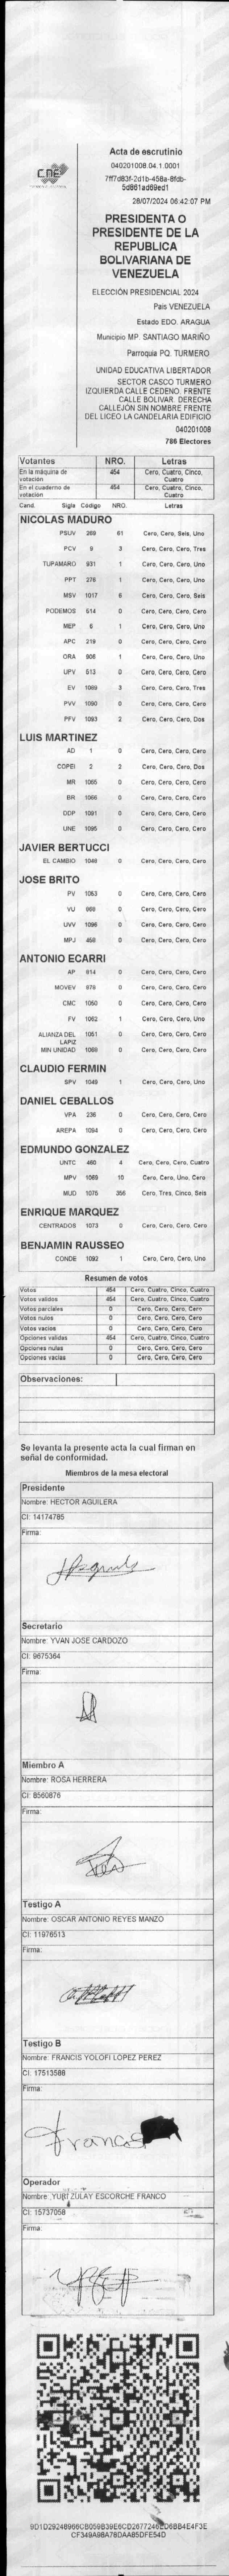 CNE
Acta de escrutinio
040201008.04.1.0001
7ff7d83f-2d1b-458a-8fdb-
5d861ad69ed1
28/07/2024 06:42:07 PM
PRESIDENTA O
PRESIDENTE DE LA
REPUBLICA
BOLIVARIANA DE
VENEZUELA
ELECCIÓN PRESIDENCIAL 2024
Pais VENEZUELA
Estado EDO. ARAGUA
Municipio MP. SANTIAGO MARIÑO
Parroquia PQ. TURMERO
UNIDAD EDUCATIVA LIBERTADOR
SECTOR CASCO TURMERO
IZQUIERDA CALLE CEDENO. FRENTE
CALLE BOLIVAR. DERECHA
CALLEJÓN SIN NOMBRE FRENTE
DEL LICEO LA CANDELARIA EDIFICIO
040201008
786 Electores
Votantes NRO. Letras
En la máquina de votación 454 Cero, Cuatro, Cinco, Cuatro
En el cuaderno de votación 454 Cero, Cuatro, Cinco, Cuatro
Cand. Sigla Codigo NRO. Letras
NICOLAS MADURO
PSUV 269 61 Cero, Cero, Seis, Uno
PCV 9 3 Cero, Cero, Cero, Tres
TUPAMARO 931 1 Cero, Cero, Cero, Uno
PPT 276 1 Cero, Cero, Cero, Uno
MSV 1017 6 Cero, Cero, Cero, Seis
PODEMOS 514 0 Cero, Cero, Cero, Cero
MEP 6 1 Cero, Cero, Cero, Uno
APC 219 0 Cero, Cero, Cero, Cero
ORA 906 1 Cero, Cero, Cero, Uno
UPV 513 0 Cero, Cero, Cero, Cero
EV 1089 3 Cero, Cero, Cero, Tres
PVV 1090 0 Cero, Cero, Cero, Cero
PFV 1093 2 Cero, Cero, Cero, Dos
LUIS MARTINEZ
AD 1 0 Cero, Cero, Cero, Cero
COPEI 2 2 Cero, Cero, Cero, Dos
MR 1065 0 Cero, Cero, Cero, Cero
BR 1066 0 Cero, Cero, Cero, Cero
DDP 1091 0 Cero, Cero, Cero, Cero
UNE 1095 0 Cero, Cero, Cero, Cero
JAVIER BERTUCCI
EL CAMBIO 1046 0 Cero, Cero, Cero, Cero
JOSE BRITO
PV 1053 0 Cero, Cero, Cero, Cero
VU 969 0 Cero, Cero, Cero, Cero
UVV 1096 0 Cero, Cero, Cero, Cero
MPJ 458 0 Cero, Cero, Cero, Cero
ANTONIO ECARRI
AP 914 0 Cero, Cero, Cero, Cero
MOVEV 979 0 Cero, Cero, Cero, Cero
CMC 1050 0 Cero, Cero, Cero, Cero
FV 1062 1 Cero, Cero, Cero, Uno
ALIANZA DEL LAPIZ 1061 0 Cero, Cero, Cero, Cero
MIN UNIDAD 1068 0 Cero, Cero, Cero, Cero
CLAUDIO FERMIN
SPV 1049 1 Cero, Cero, Cero, Uno
DANIEL CEBALLOS
VPA 236 0 Cero, Cero, Cero, Cero
AREPA 1094 0 Cero, Cero, Cero, Cero
EDMUNDO GONZALEZ
UNTC 460 4 Cero, Cero, Cero, Cuatro
MPV 1069 10 Cero, Cero, Uno, Cero
MUD 1075 356 Cero, Tres, Cinco, Seis
ENRIQUE MARQUEZ
CENTRADOS 1073 0 Cero, Cero, Cero, Cero
BENJAMIN RAUSSEO
CONDE 1092 1 Cero, Cero, Cero, Uno
Resumen de votos
Votos 454 Cero, Cuatro, Cinco, Cuatro
Votos validos 454 Cero, Cuatro, Cinco, Cuatro
Votos parciales 0 Cero, Cero, Cero, Cero
Votos nulos 0 Cero, Cero, Cero, Cero
Votos vacios 0 Cero, Cero, Cero, Cero
Opciones validas 454 Cero, Cuatro, Cinco, Cuatro
Opciones nulas 0 Cero, Cero, Cero, Cero
Opciones vacias 0 Cero, Cero, Cero, Cero
Observaciones:
Se levanta la presente acta la cual firman en
señal de conformidad.
Miembros de la mesa electoral
Presidente
Nombre: HECTOR AGUILERA
CI: 14174785
Firma:
Secretario
Nombre: YVAN JOSE CARDOZO
CI: 9675364
Firma:
Miembro A
Nombre: ROSA HERRERA
CI: 8560876
Firma:
Testigo A
Nombre: OSCAR ANTONIO REYES MANZO
CI: 11976513
Firma:
Testigo B
Nombre: FRANCIS YOLOFI LOPEZ PEREZ
CI: 17513588
Firma:
Operador
Nombre: YURI ZULAY ESCORCHE FRANCO
CI: 15737058
Firma: